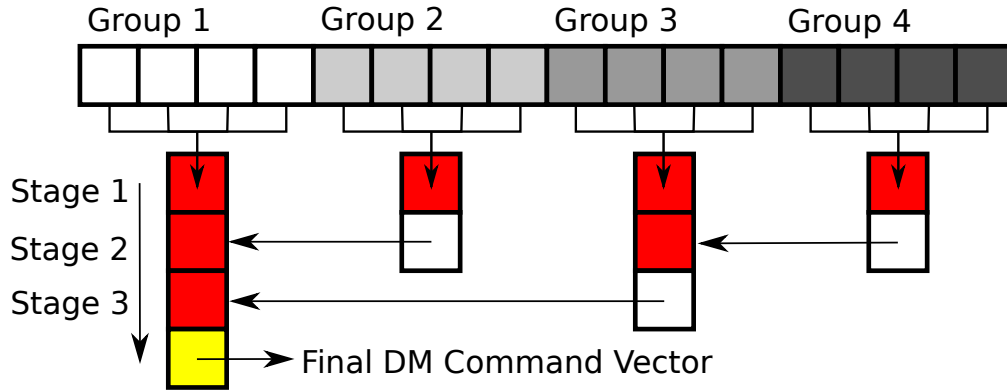 Group 1
Group 2
Group 3
Group 4
Stage 1
Stage 2
Stage 3
Final DM Command Vector